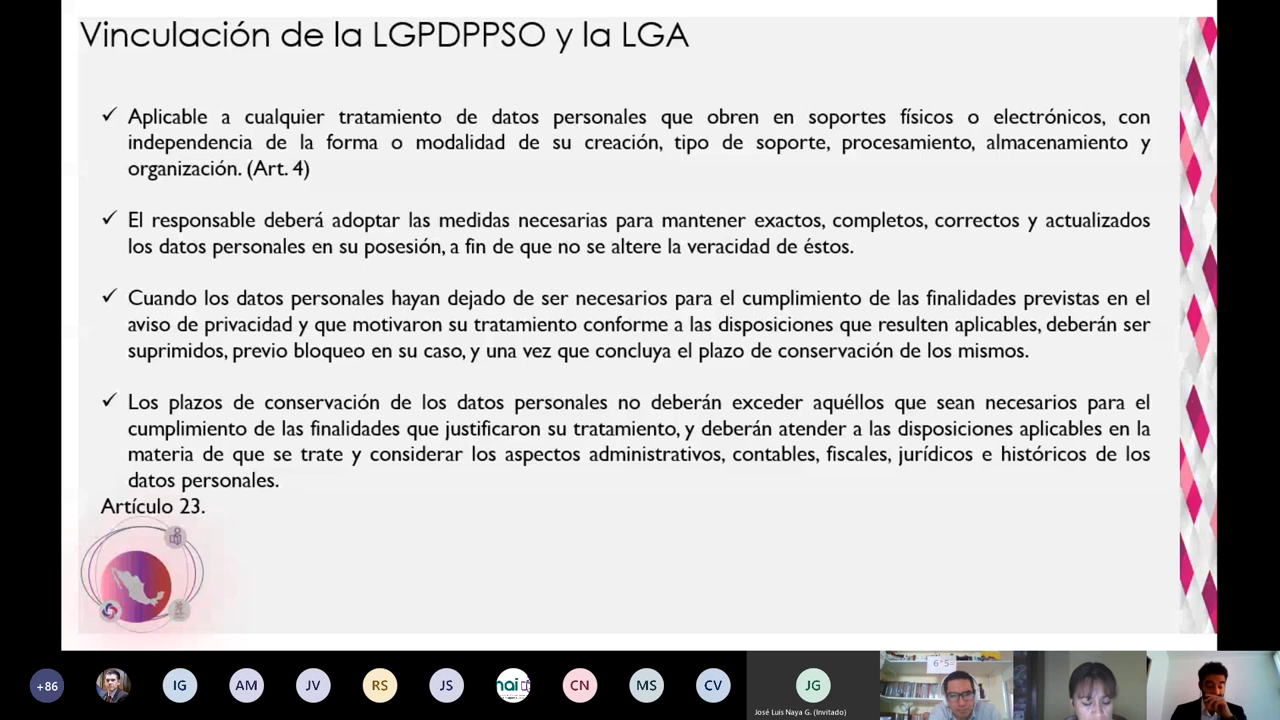 Vinculación de la LGPDPPSO y la LGA
✓ Aplicable a cualquier tratamiento de datos personales que obren en soportes físicos o electrónicos, con
independencia de la forma o modalidad de su creación, tipo de soporte, procesamiento, almacenamiento y
organización. (Art. 4)
✓ El responsable deberá adoptar las medidas necesarias para mantener exactos, completos, correctos y actualizados
los datos personales en su posesión, a fin de que no se altere la veracidad de éstos.
✓ Cuando los datos personales hayan dejado de ser necesarios para el cumplimiento de las finalidades previstas en el
aviso de privacidad y que motivaron su tratamiento conforme a las disposiciones que resulten aplicables, deberán ser
suprimidos, previo bloqueo en su caso, y una vez que concluya el plazo de conservación de los mismos.
✓ Los plazos de conservación de los datos personales no deberán exceder aquéllos que sean necesarios para el
cumplimiento de las finalidades que justificaron su tratamiento, y deberán atender a las disposiciones aplicables en la
materia de que se trate y considerar los aspectos administrativos, contables, fiscales, jurídicos e históricos de los
datos personales.
Artículo 23.
+86 IG AM JV RS JS nai CN MS CV JG
José Luis Naya G. (Invitado)